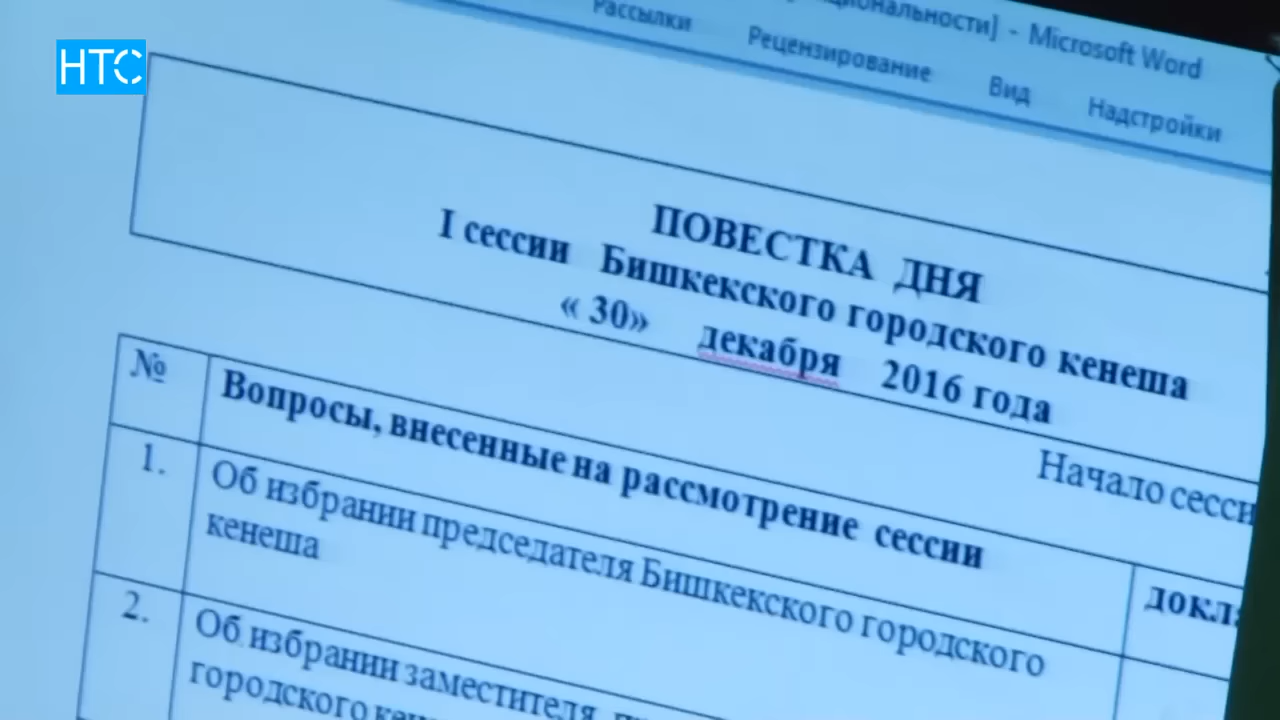 НТС
Рассылки Рецензирование Вид Надстройки
- Microsoft Word
ПОВЕСТКА ДНЯ
I сессии Бишкекского городского кенеша
« 30» декабря 2016 года
Начало
№ Вопросы, внесенные на рассмотрение сессии
1. Об избрании председателя Бишкекского городского
кенеша
2. Об избрании заместителя
городского